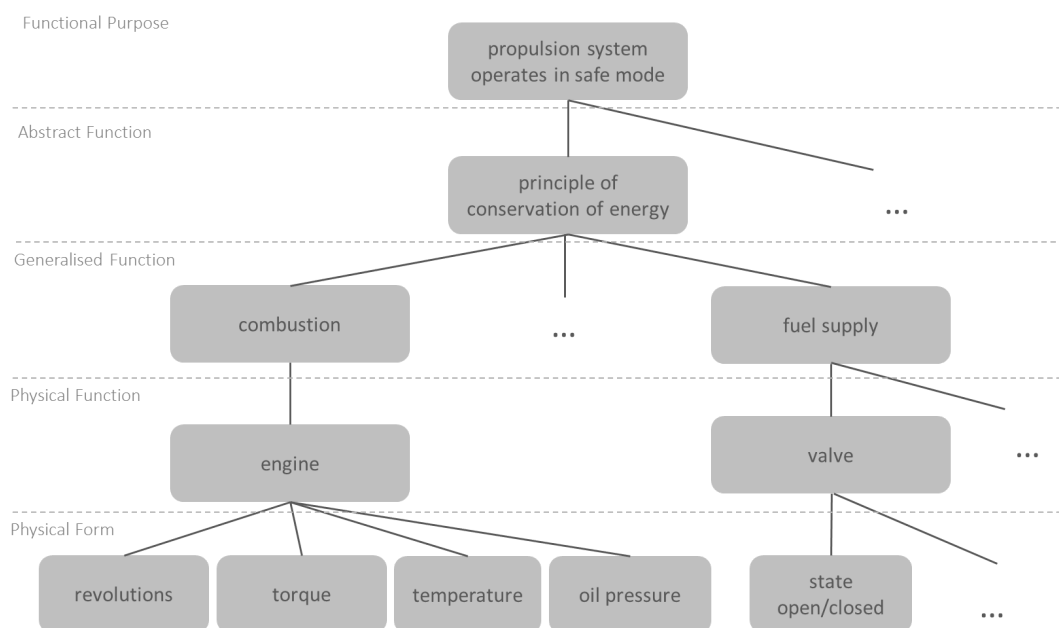 Functional Purpose
propulsion system
operates in safe mode
Abstract Function
principle of
conservation of energy
...
Generalised Function
combustion
...
fuel supply
Physical Function
engine
valve
...
Physical Form
revolutions
torque
temperature
oil pressure
state
open/closed
...